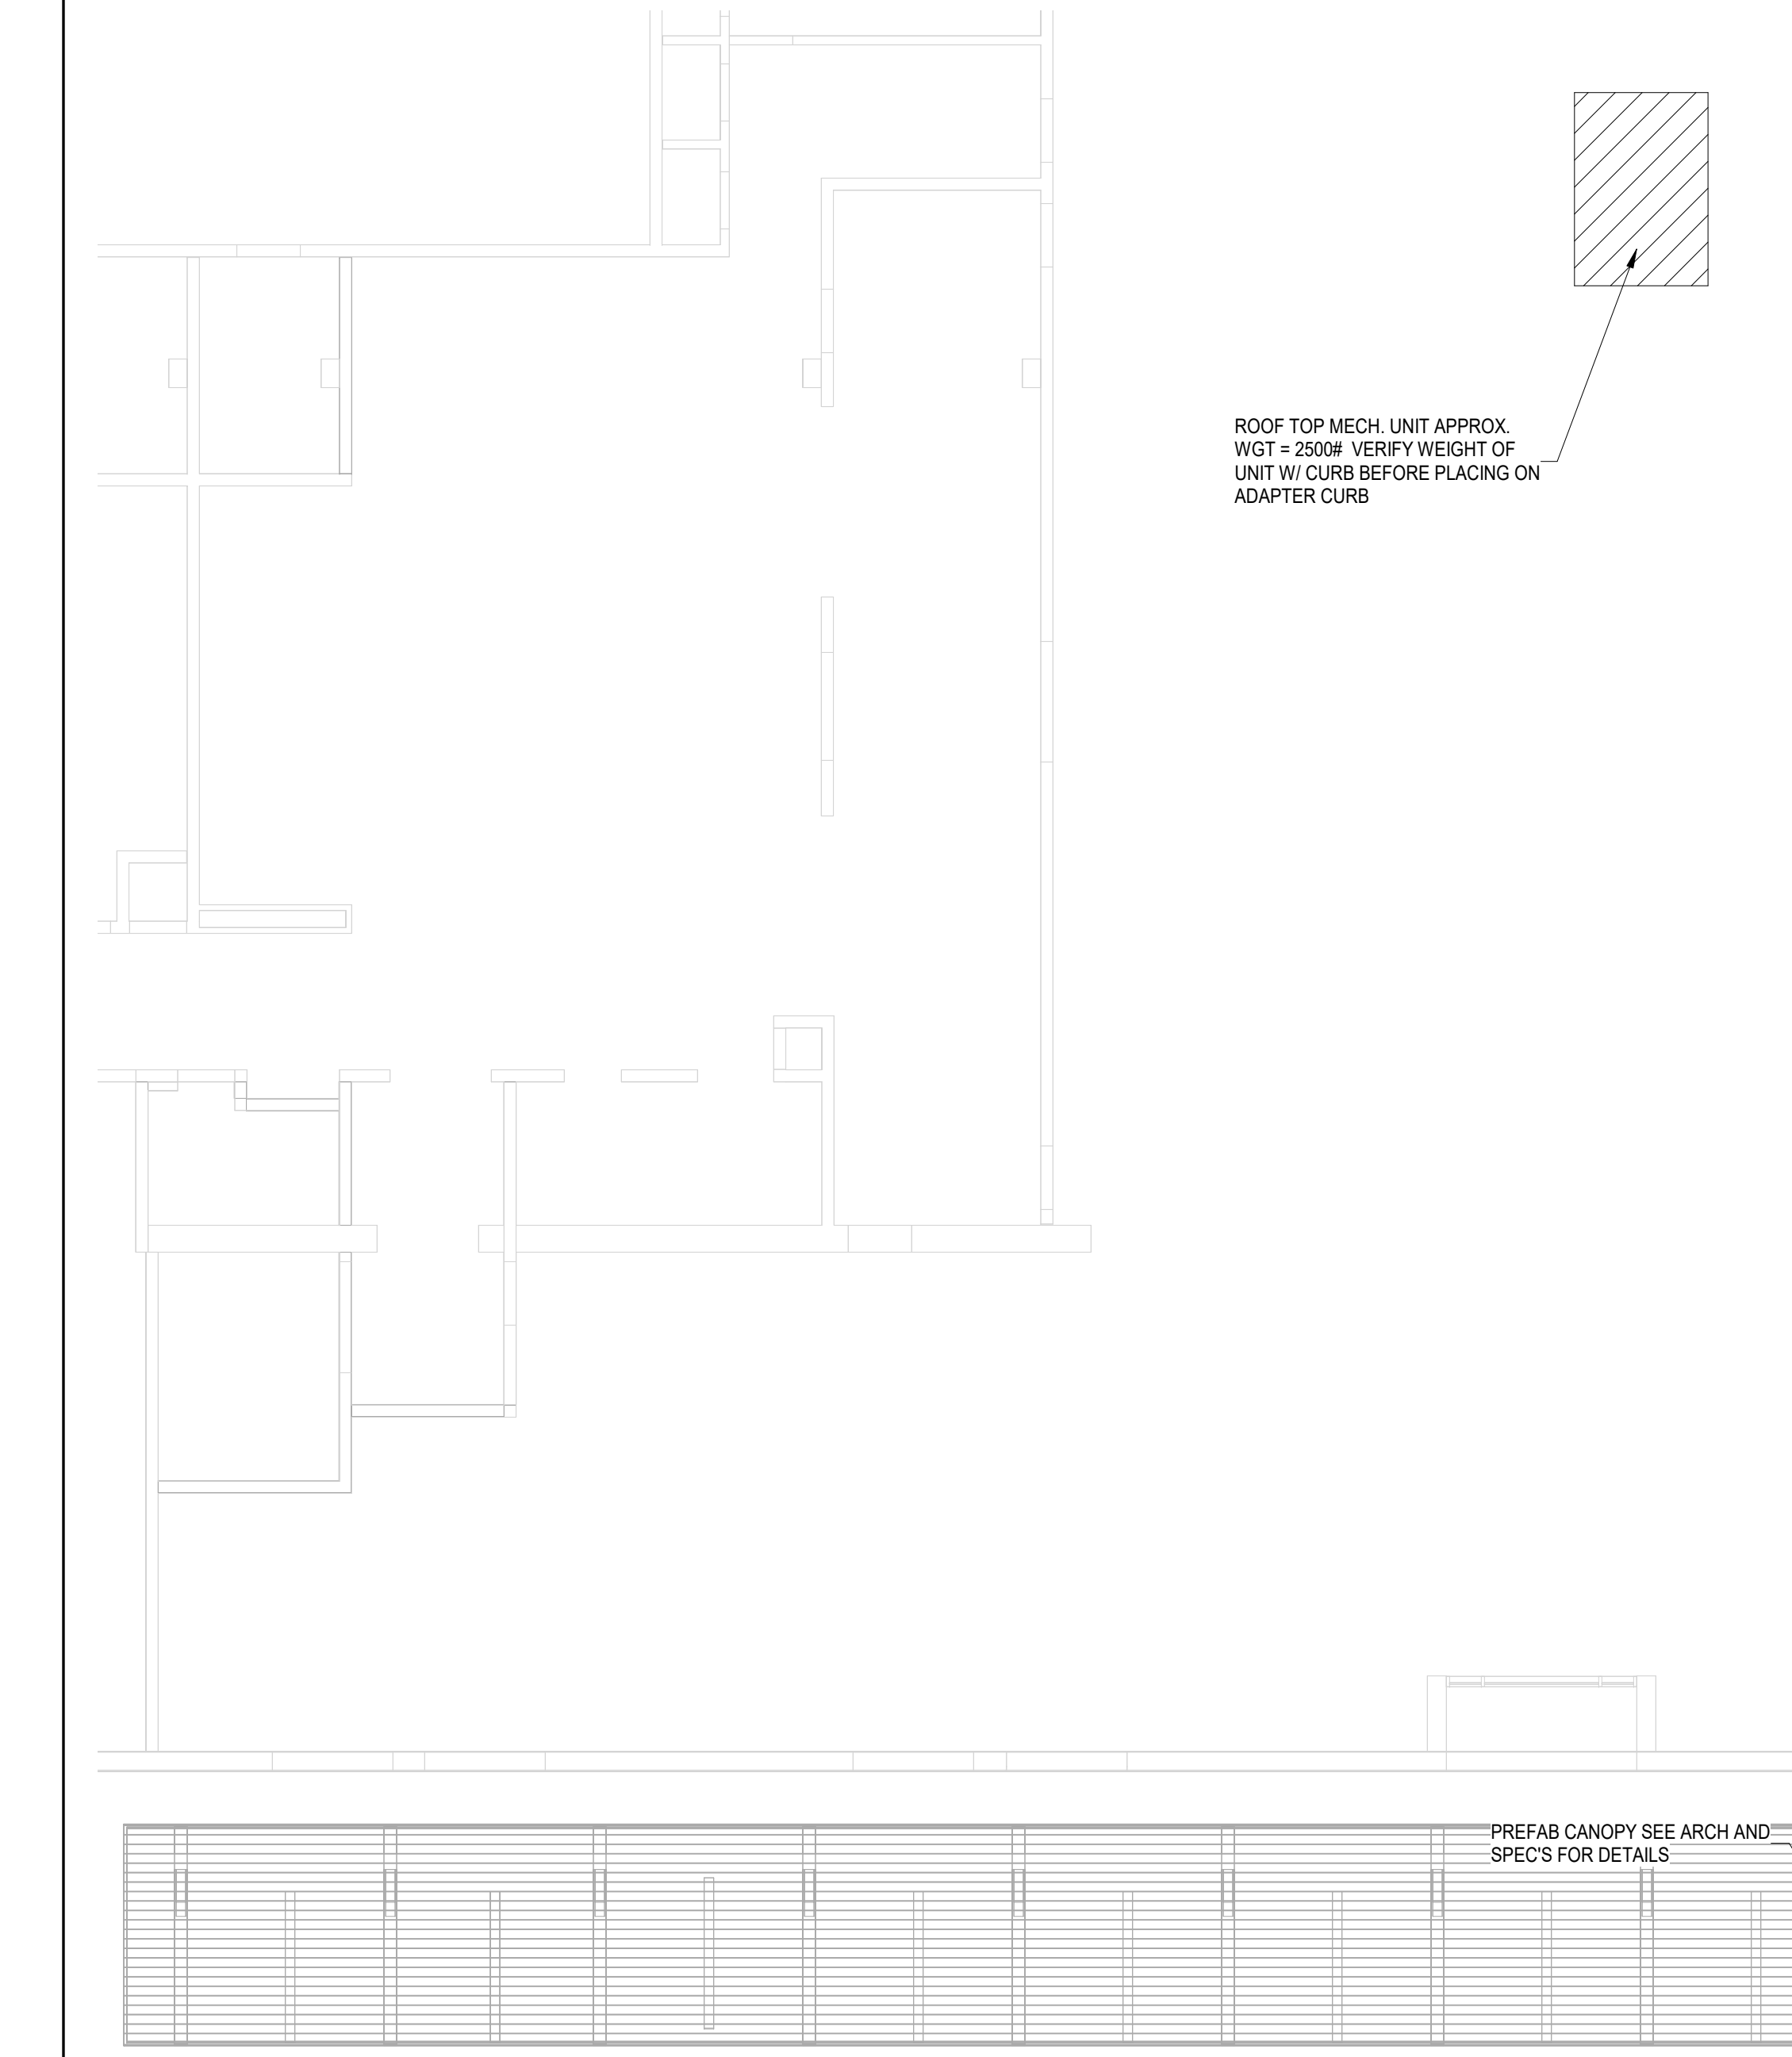 ROOF TOP MECH. UNIT APPROX.
WGT = 2500#  VERIFY WEIGHT OF
UNIT W/ CURB BEFORE PLACING ON
ADAPTER CURB
PREFAB CANOPY SEE ARCH AND
SPEC'S FOR DETAILS